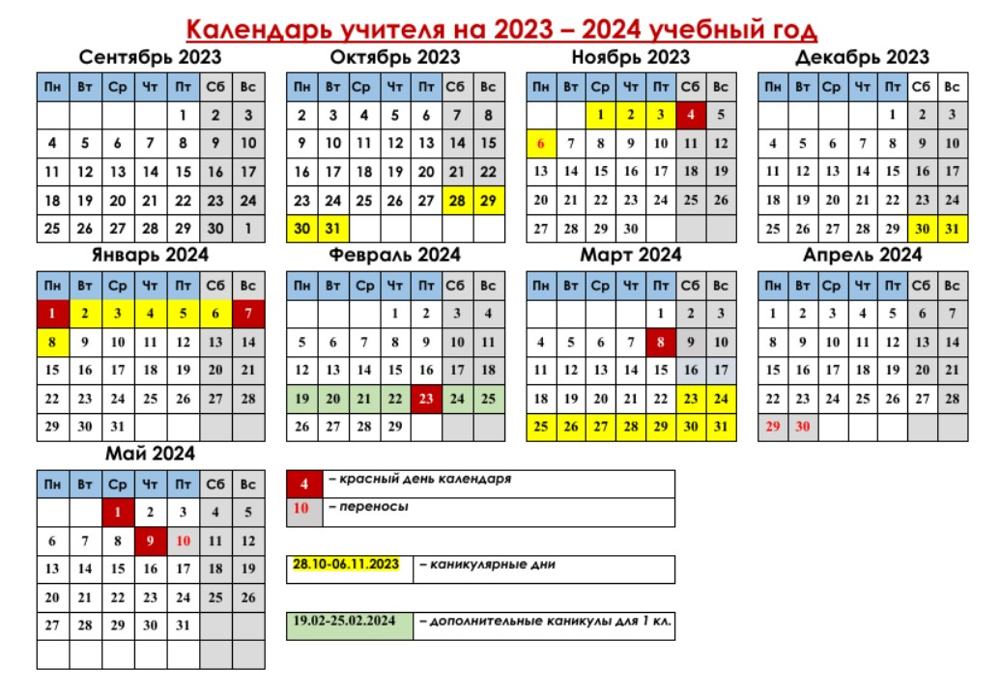 Календарь учителя на 2023 – 2024 учебный год
Сентябрь 2023
Пн Вт Ср Чт Пт Сб Вс
1 2 3
4 5 6 7 8 9 10
11 12 13 14 15 16 17
18 19 20 21 22 23 24
25 26 27 28 29 30 1
Октябрь 2023
Пн Вт Ср Чт Пт Сб Вс
2 3 4 5 6 7 8
9 10 11 12 13 14 15
16 17 18 19 20 21 22
23 24 25 26 27 28 29
30 31
Ноябрь 2023
Пн Вт Ср Чт Пт Сб Вс
1 2 3 4 5
6 7 8 9 10 11 12
13 14 15 16 17 18 19
20 21 22 23 24 25 26
27 28 29 30
Декабрь 2023
Пн Вт Ср Чт Пт Сб Вс
1 2 3
4 5 6 7 8 9 10
11 12 13 14 15 16 17
18 19 20 21 22 23 24
25 26 27 28 29 30 31
Январь 2024
Пн Вт Ср Чт Пт Сб Вс
1 2 3 4 5 6 7
8 9 10 11 12 13 14
15 16 17 18 19 20 21
22 23 24 25 26 27 28
29 30 31
Февраль 2024
Пн Вт Ср Чт Пт Сб Вс
1 2 3 4
5 6 7 8 9 10 11
12 13 14 15 16 17 18
19 20 21 22 23 24 25
26 27 28 29
Март 2024
Пн Вт Ср Чт Пт Сб Вс
1 2 3
4 5 6 7 8 9 10
11 12 13 14 15 16 17
18 19 20 21 22 23 24
25 26 27 28 29 30 31
Апрель 2024
Пн Вт Ср Чт Пт Сб Вс
1 2 3 4 5 6 7
8 9 10 11 12 13 14
15 16 17 18 19 20 21
22 23 24 25 26 27 28
29 30
Май 2024
Пн Вт Ср Чт Пт Сб Вс
1 2 3 4 5
6 7 8 9 10 11 12
13 14 15 16 17 18 19
20 21 22 23 24 25 26
27 28 29 30 31
4 – красный день календаря
10 – переносы
28.10-06.11.2023 – каникулярные дни
19.02-25.02.2024 – дополнительные каникулы для 1 кл.